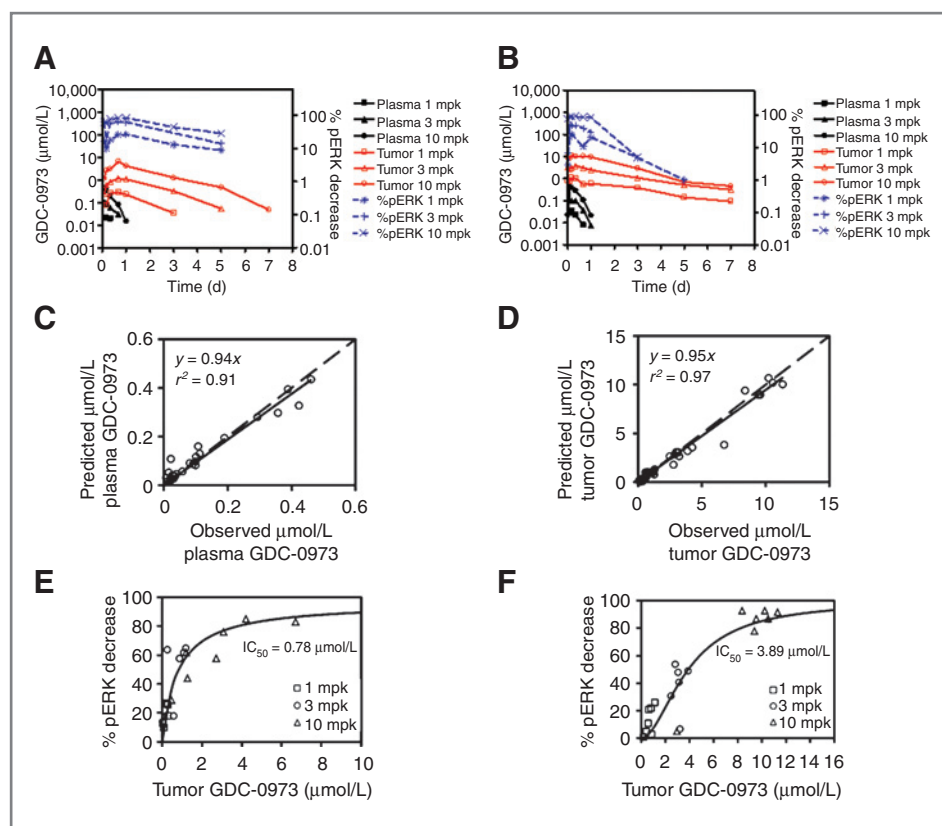 A
GDC-0973 (μmol/L)
10,000
1,000
100
10
0
0.1
0.01
0.001
0 1 2 3 4 5 6 7 8
Time (d)
100
10
1
0.1
0.01
% pERK decrease
Plasma 1 mpk
Plasma 3 mpk
Plasma 10 mpk
Tumor 1 mpk
Tumor 3 mpk
Tumor 10 mpk
%pERK 1 mpk
%pERK 3 mpk
%pERK 10 mpk
B
GDC-0973 (μmol/L)
10,000
1,000
100
10
0
0.1
0.01
0.001
0 1 2 3 4 5 6 7 8
Time (d)
100
10
1
0.1
0.01
% pERK decrease
Plasma 1 mpk
Plasma 3 mpk
Plasma 10 mpk
Tumor 1 mpk
Tumor 3 mpk
Tumor 10 mpk
%pERK 1 mpk
%pERK 3 mpk
%pERK 10 mpk
C
Predicted μmol/L
plasma GDC-0973
0.6
0.4
0.2
0
y = 0.94x
r² = 0.91
0 0.2 0.4 0.6
Observed μmol/L
plasma GDC-0973
D
Predicted μmol/L
tumor GDC-0973
15
10
5
0
y = 0.95x
r² = 0.97
0 5 10 15
Observed μmol/L
tumor GDC-0973
E
% pERK decrease
100
80
60
40
20
0
IC₅₀ = 0.78 μmol/L
1 mpk
3 mpk
10 mpk
0 2 4 6 8 10
Tumor GDC-0973 (μmol/L)
F
% pERK decrease
100
80
60
40
20
0
IC₅₀ = 3.89 μmol/L
1 mpk
3 mpk
10 mpk
0 2 4 6 8 10 12 14 16
Tumor GDC-0973 (μmol/L)